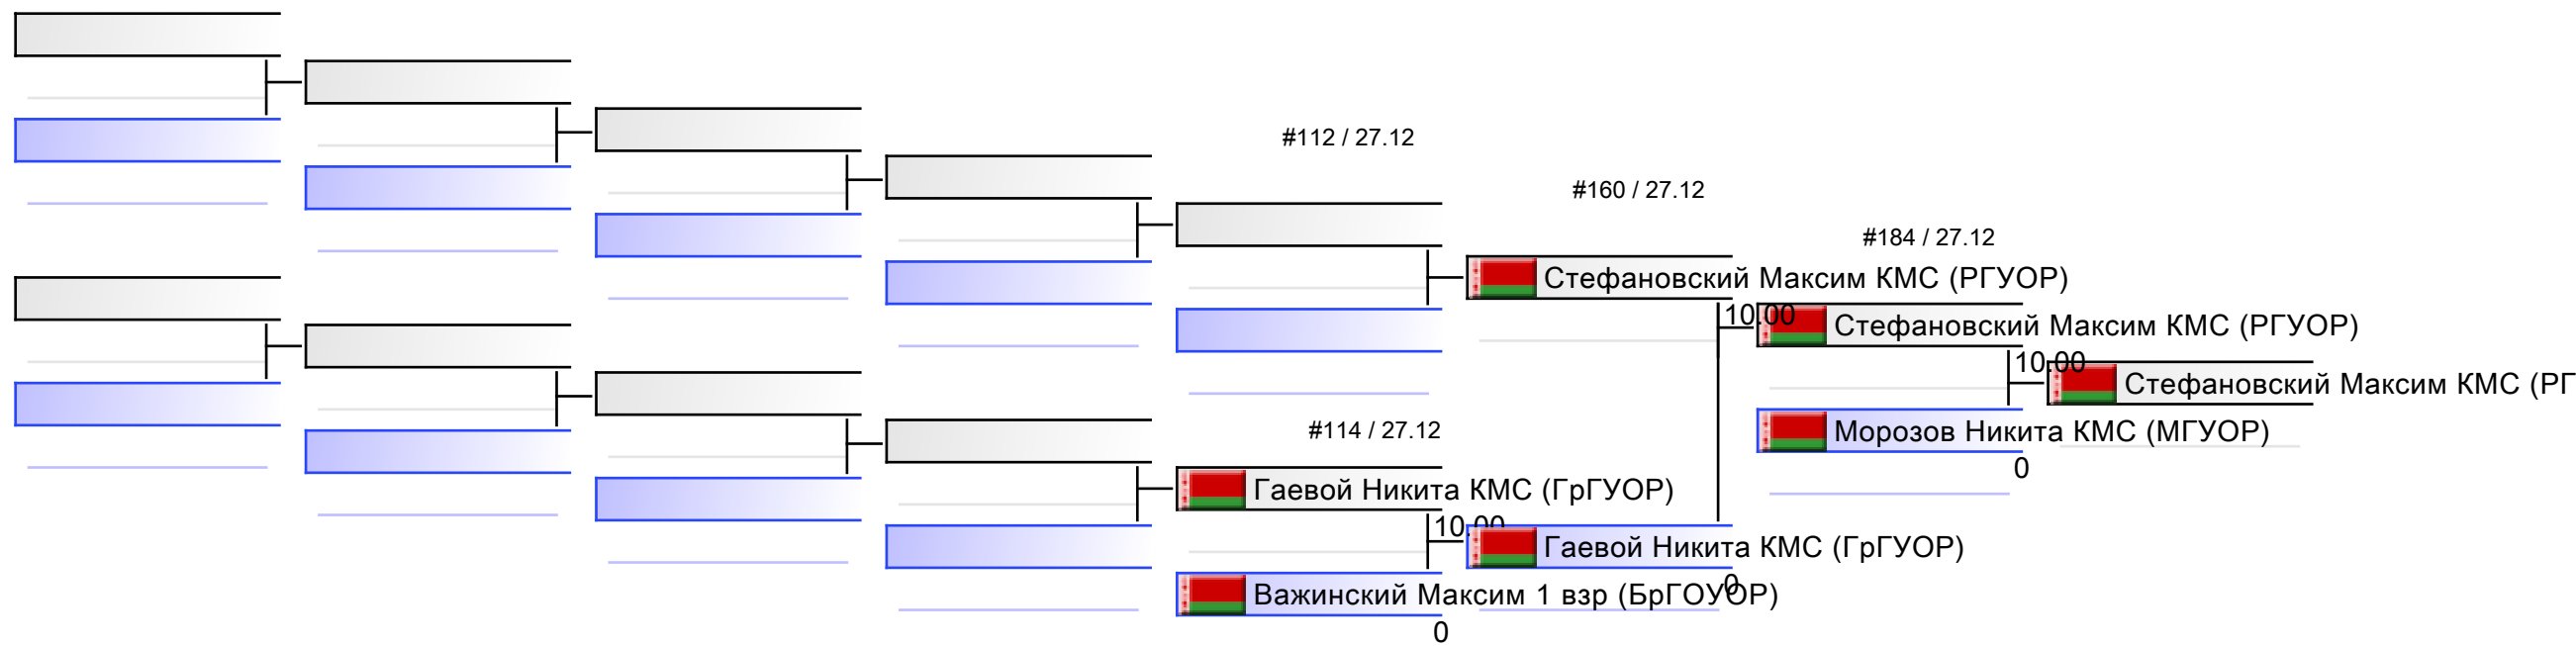 #112 / 27.12
#160 / 27.12
#184 / 27.12
Стефановский Максим КМС (РГУОР)
10.00
Стефановский Максим КМС (РГУОР)
10.00
Стефановский Максим КМС (РГ
#114 / 27.12
Морозов Никита КМС (МГУОР)
0
Гаевой Никита КМС (ГрГУОР)
10.00
Гаевой Никита КМС (ГрГУОР)
0
Важинский Максим 1 взр (БрГОУОР)
0